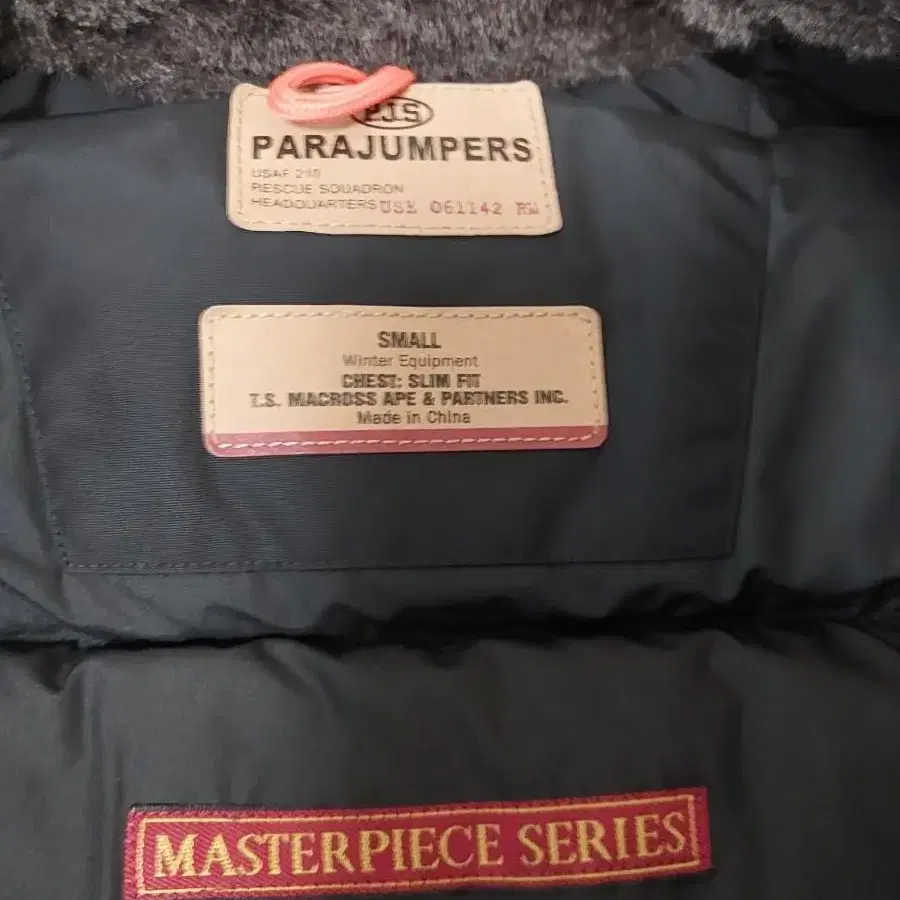 PJS
PARAJUMPERS
USAF 210
RESCUE SQUADRON
HEADQUARTERS USE 061142 RW
SMALL
Winter Equipment
CHEST: SLIM FIT
T.S. MACROSS APE & PARTNERS INC.
Made in China
MASTERPIECE SERIES